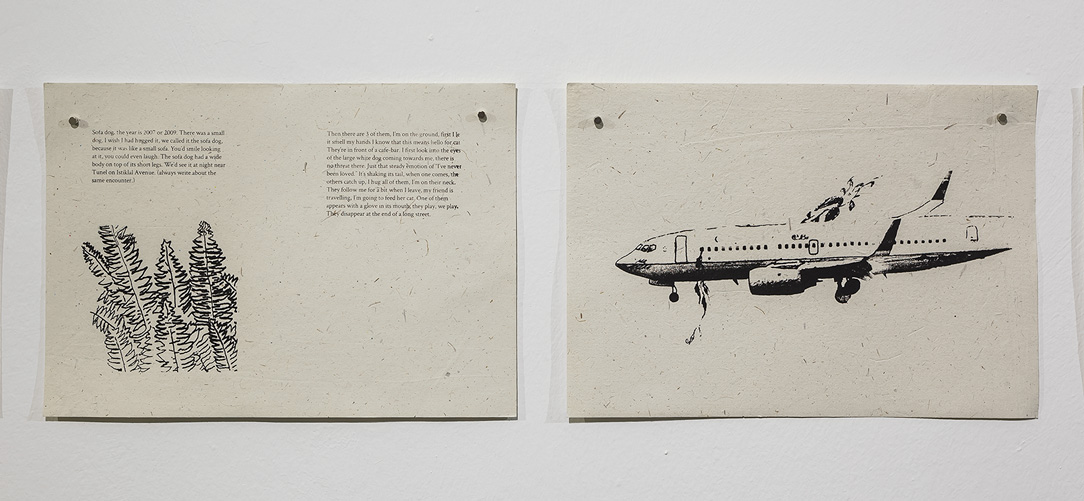 Sofa dog, the year is 2007 or 2009. There was a small
dog, I wish I had hugged it, we called it the sofa dog,
because it was like a small sofa. You'd smile looking
at it, you could even laugh. The sofa dog had a wide
body on top of its short legs. We'd see it at night near
Tunel on Istiklal Avenue. (always write about the
same encounter.)
Then there are 3 of them, I'm on the ground, first I let
it smell my hands I know that this means hello for cats
They're in front of a cafe-bar. I first look into the eyes
of the large white dog coming towards me, there is
no threat there. Just that steady emotion of 'I've never
been loved.' It's shaking its tail, when one comes, the
others catch up, I hug all of them, I'm on their neck.
They follow me for a bit when I leave, my friend is
travelling, I'm going to feed her cat. One of them
appears with a glove in its mouth, they play, we play.
They disappear at the end of a long street.